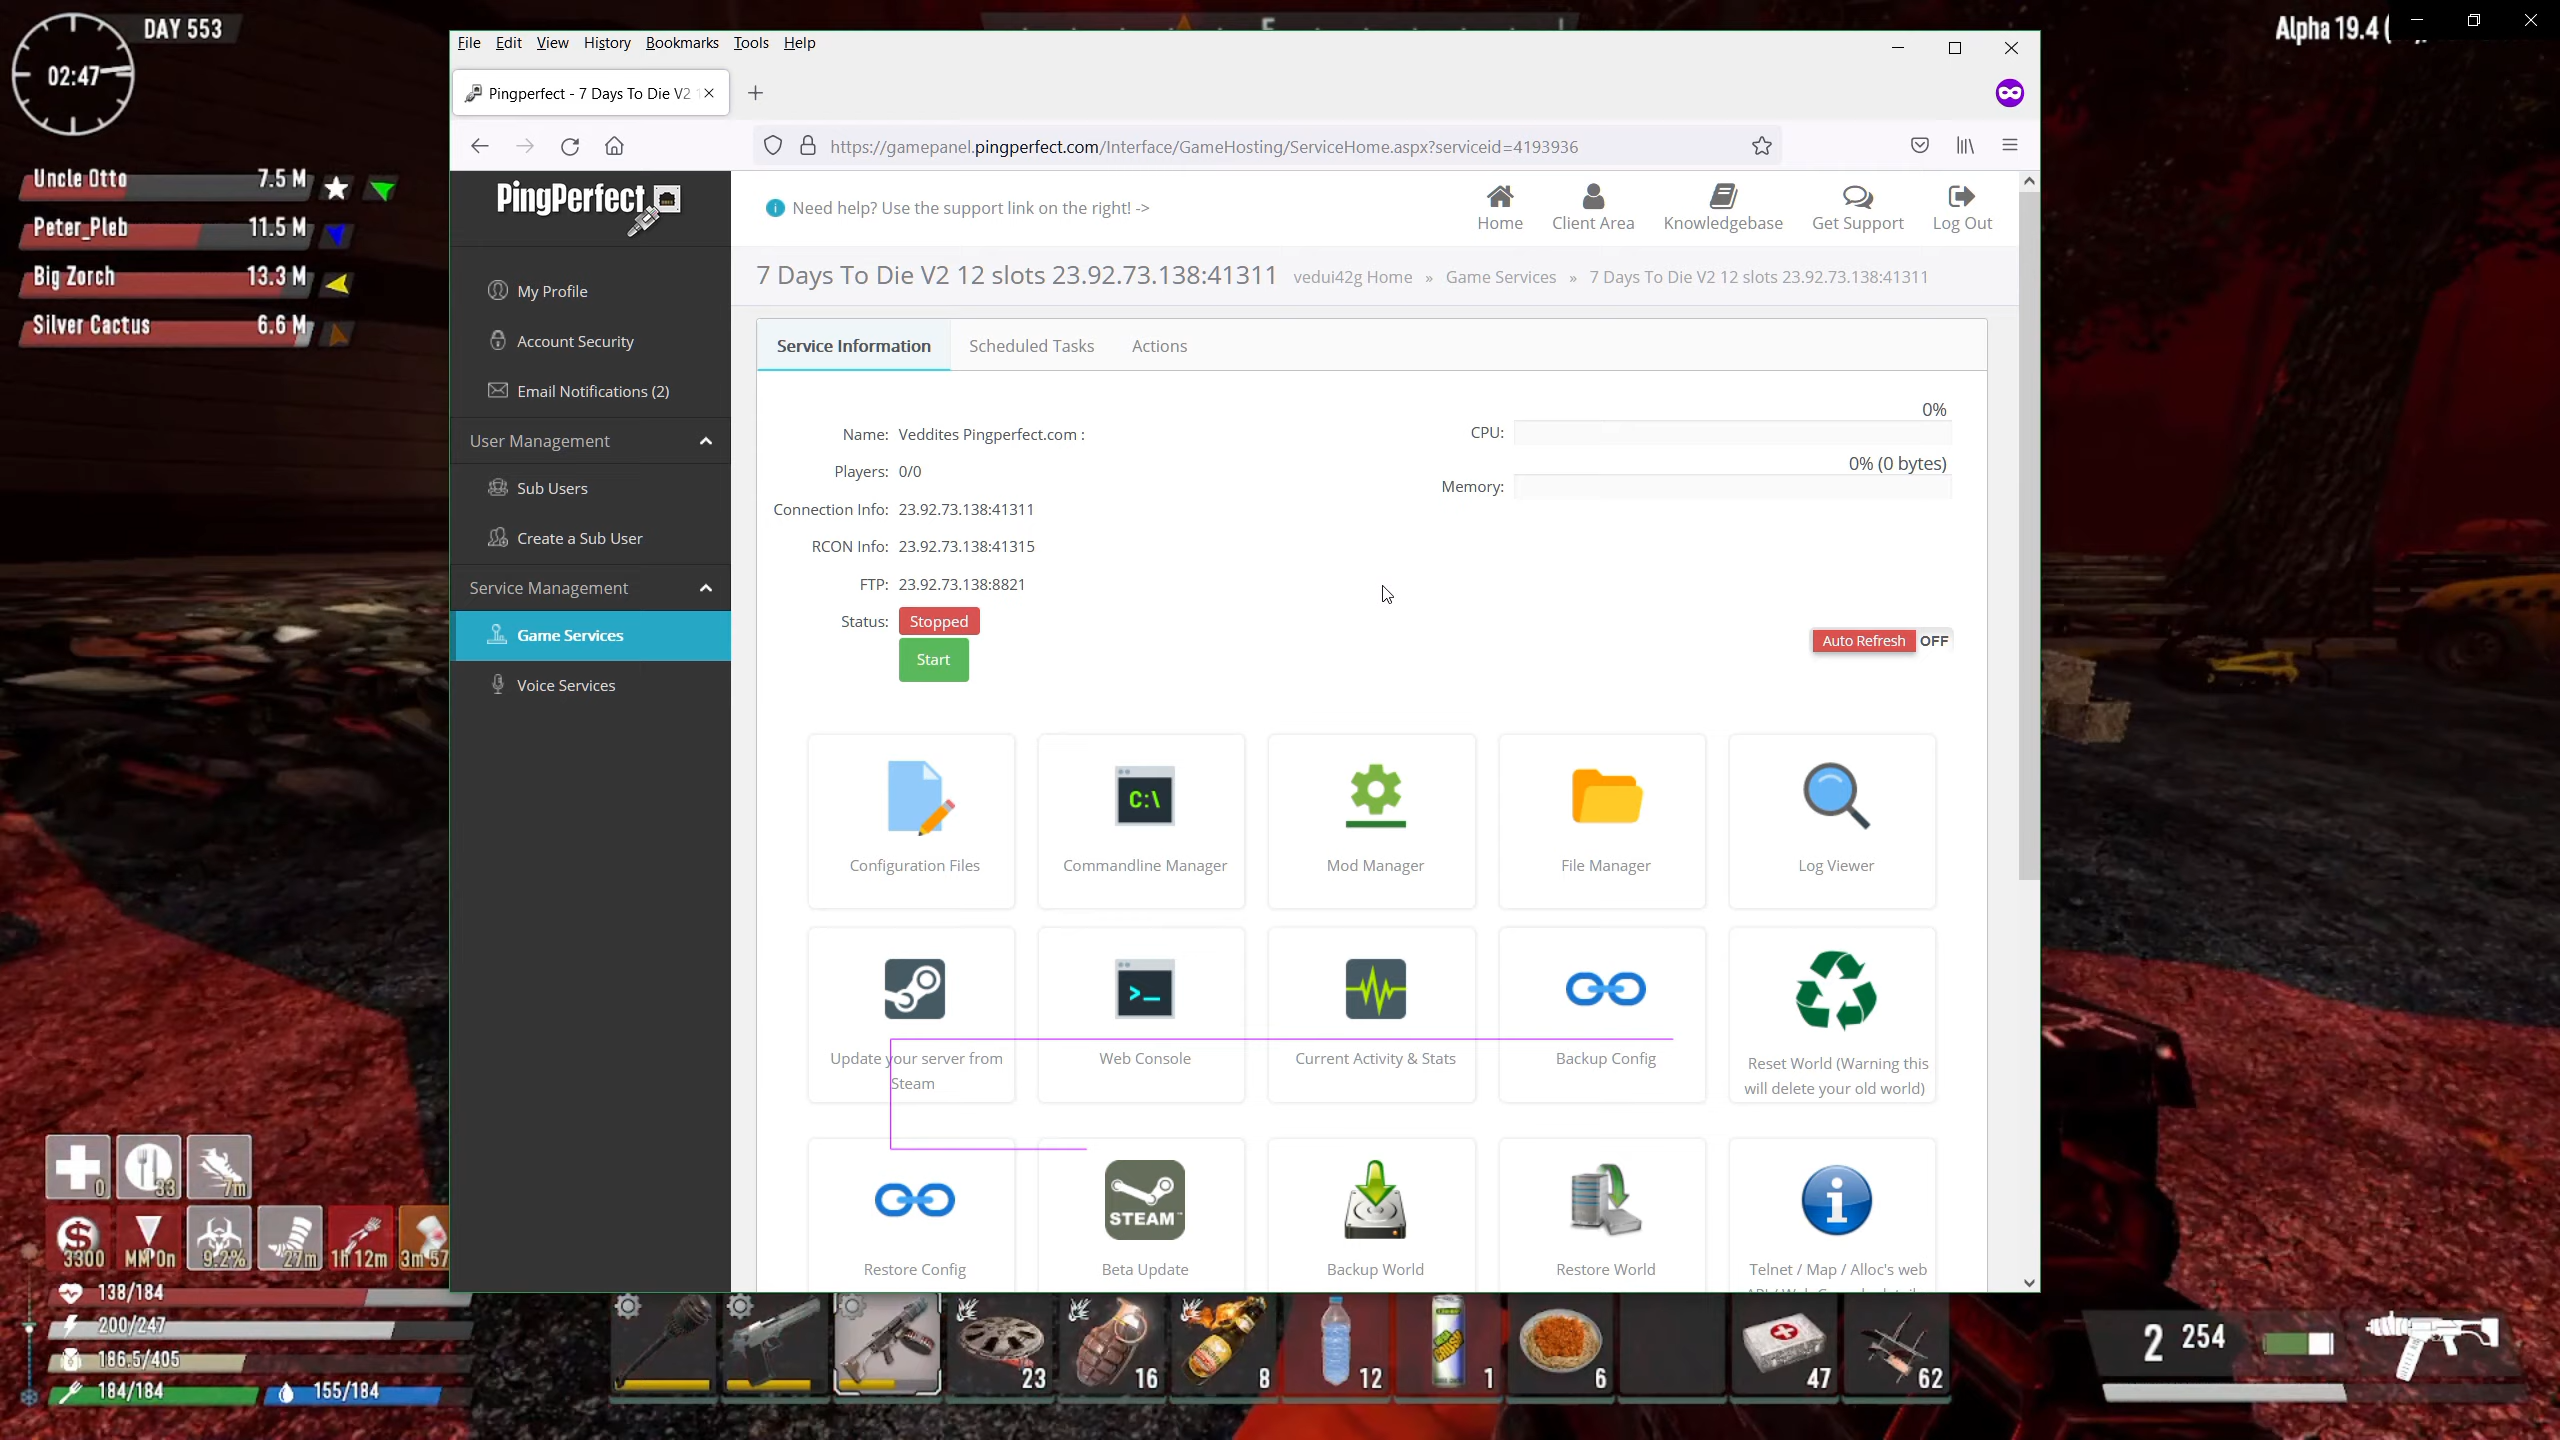 DAY 553
02:47
Alpha 19.4 (
Uncle Otto 7.5 M
Peter_Pleb 11.5 M
Big Zorch 13.3 M
Silver Cactus 6.6 M
File Edit View History Bookmarks Tools Help
Pingperfect - 7 Days To Die V2
https://gamepanel.pingperfect.com/Interface/GameHosting/ServiceHome.aspx?serviceid=4193936
PingPerfect
Need help? Use the support link on the right! ->
Home
Client Area
Knowledgebase
Get Support
Log Out
7 Days To Die V2 12 slots 23.92.73.138:41311
vedui42g Home » Game Services » 7 Days To Die V2 12 slots 23.92.73.138:41311
My Profile
Account Security
Email Notifications (2)
User Management
Sub Users
Create a Sub User
Service Management
Game Services
Voice Services
Service Information
Scheduled Tasks
Actions
Name: Veddites Pingperfect.com :
Players: 0/0
Connection Info: 23.92.73.138:41311
RCON Info: 23.92.73.138:41315
FTP: 23.92.73.138:8821
Status: Stopped
Start
0%
CPU:
0% (0 bytes)
Memory:
Auto Refresh OFF
Configuration Files
C:\
Commandline Manager
Mod Manager
File Manager
Log Viewer
Update your server from
Steam
>_
Web Console
Current Activity & Stats
Backup Config
Reset World (Warning this
will delete your old world)
Restore Config
STEAM™
Beta Update
Backup World
Restore World
Telnet / Map / Alloc's web
0
33
7m
3300
MM On
9.2%
27m
1h 12m
3m 57
138/184
200/247
186.5/405
184/184
155/184
23
16
8
12
1
6
47
62
2 254